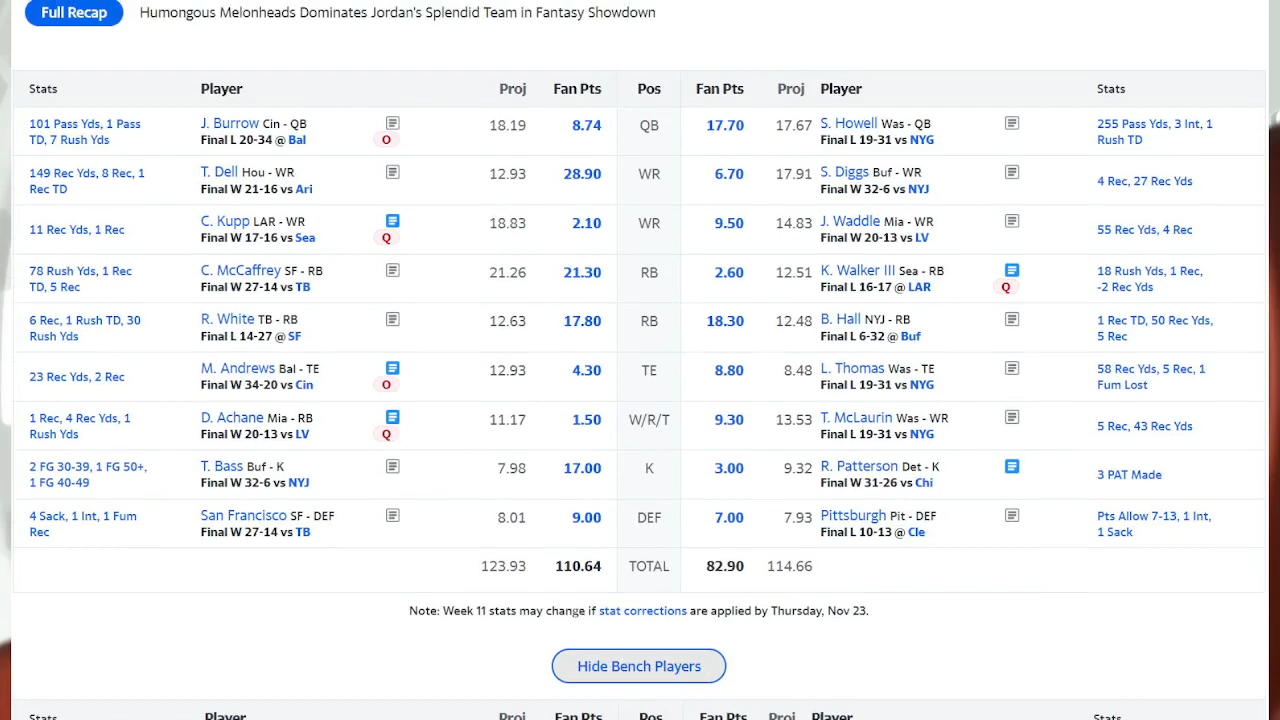 Full Recap Humongous Melonheads Dominates Jordan's Splendid Team in Fantasy Showdown
Stats Player Proj Fan Pts Pos Fan Pts Proj Player Stats
101 Pass Yds, 1 Pass J. Burrow Cin - QB 18.19 8.74 QB 17.70 17.67 S. Howell Was - QB 255 Pass Yds, 3 Int, 1
TD, 7 Rush Yds Final L 20-34 @ Bal O Final L 19-31 vs NYG Rush TD
149 Rec Yds, 8 Rec, 1 T. Dell Hou - WR 12.93 28.90 WR 6.70 17.91 S. Diggs Buf - WR 4 Rec, 27 Rec Yds
Rec TD Final W 21-16 vs Ari Final W 32-6 vs NYJ
11 Rec Yds, 1 Rec C. Kupp LAR - WR 18.83 2.10 WR 9.50 14.83 J. Waddle Mia - WR 55 Rec Yds, 4 Rec
Final W 17-16 vs Sea Q Final W 20-13 vs LV
78 Rush Yds, 1 Rec C. McCaffrey SF - RB 21.26 21.30 RB 2.60 12.51 K. Walker III Sea - RB 18 Rush Yds, 1 Rec,
TD, 5 Rec Final W 27-14 vs TB Final L 16-17 @ LAR Q -2 Rec Yds
6 Rec, 1 Rush TD, 30 R. White TB - RB 12.63 17.80 RB 18.30 12.48 B. Hall NYJ - RB 1 Rec TD, 50 Rec Yds,
Rush Yds Final L 14-27 @ SF Final L 6-32 @ Buf 5 Rec
23 Rec Yds, 2 Rec M. Andrews Bal - TE 12.93 4.30 TE 8.80 8.48 L. Thomas Was - TE 58 Rec Yds, 5 Rec, 1
Final W 34-20 vs Cin O Final L 19-31 vs NYG Fum Lost
1 Rec, 4 Rec Yds, 1 D. Achane Mia - RB 11.17 1.50 W/R/T 9.30 13.53 T. McLaurin Was - WR 5 Rec, 43 Rec Yds
Rush Yds Final W 20-13 vs LV Q Final L 19-31 vs NYG
2 FG 30-39, 1 FG 50+, T. Bass Buf - K 7.98 17.00 K 3.00 9.32 R. Patterson Det - K 3 PAT Made
1 FG 40-49 Final W 32-6 vs NYJ Final W 31-26 vs Chi
4 Sack, 1 Int, 1 Fum San Francisco SF - DEF 8.01 9.00 DEF 7.00 7.93 Pittsburgh Pit - DEF Pts Allow 7-13, 1 Int,
Rec Final W 27-14 vs TB Final L 10-13 @ Cle 1 Sack
123.93 110.64 TOTAL 82.90 114.66
Note: Week 11 stats may change if stat corrections are applied by Thursday, Nov 23.
Hide Bench Players
Stats Player Proj Fan Pts Pos Fan Pts Proj Player Stats